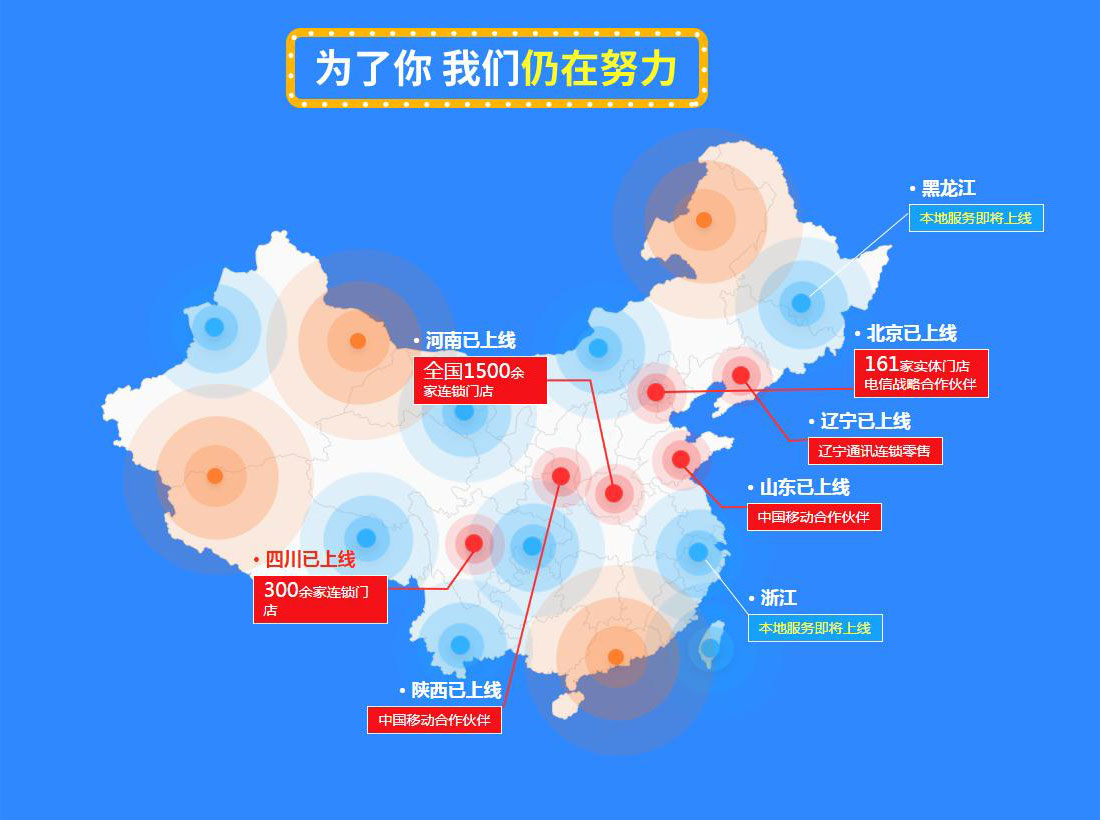 为了你 我们仍在努力
• 黑龙江
本地服务即将上线
• 河南已上线
全国1500余
家连锁门店
• 北京已上线
161家实体门店
电信战略合作伙伴
• 辽宁已上线
辽宁通讯连锁零售
• 山东已上线
中国移动合作伙伴
• 四川已上线
300余家连锁门
店
• 浙江
本地服务即将上线
• 陕西已上线
中国移动合作伙伴